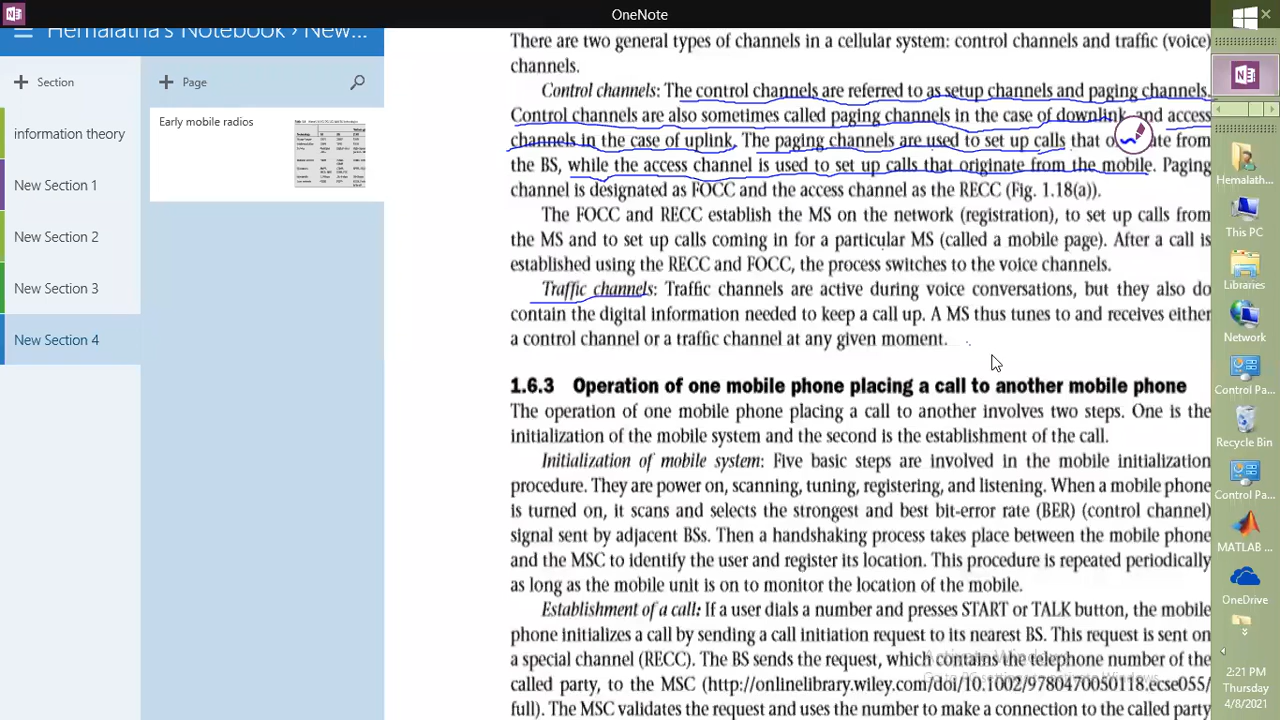 OneNote
Hemalatha's Notebook › New...
Section
Page
information theory
New Section 1
New Section 2
New Section 3
New Section 4
Early mobile radios
There are two general types of channels in a cellular system: control channels and traffic (voice)
channels.
Control channels: The control channels are referred to as setup channels and paging channels.
Control channels are also sometimes called paging channels in the case of downlink and access
channels in the case of uplink. The paging channels are used to set up calls that from
the BS, while the access channel is used to set up calls that originate from the mobile. Paging
channel is designated as FOCC and the access channel as the RECC (Fig. 1.18(a)).
The FOCC and RECC establish the MS on the network (registration), to set up calls from
the MS and to set up calls coming in for a particular MS (called a mobile page). After a call is
established using the RECC and FOCC, the process switches to the voice channels.
Traffic channels: Traffic channels are active during voice conversations, but they also do
contain the digital information needed to keep a call up. A MS thus tunes to and receives either
a control channel or a traffic channel at any given moment.
1.6.3 Operation of one mobile phone placing a call to another mobile phone
The operation of one mobile phone placing a call to another involves two steps. One is the
initialization of the mobile system and the second is the establishment of the call.
Initialization of mobile system: Five basic steps are involved in the mobile initialization
procedure. They are power on, scanning, tuning, registering, and listening. When a mobile phone
is turned on, it scans and selects the strongest and best bit-error rate (BER) (control channel)
signal sent by adjacent BSs. Then a handshaking process takes place between the mobile phone
and the MSC to identify the user and register its location. This procedure is repeated periodically
as long as the mobile unit is on to monitor the location of the mobile.
Establishment of a call: If a user dials a number and presses START or TALK button, the mobile
phone initializes a call by sending a call initiation request to its nearest BS. This request is sent on
a special channel (RECC). The BS sends the request, which contains the telephone number of the
called party, to the MSC (http://onlinelibrary.wiley.com/doi/10.1002/9780470050118.ecse055/
full). The MSC validates the request and uses the number to make a connection to the called party
Activate Windows
Go to PC settings to activate Windows.
Hemalath...
This PC
Libraries
Network
Control Pa...
Recycle Bin
Control Pa...
MATLAB
OneDrive
2:21 PM
Thursday
4/8/2021